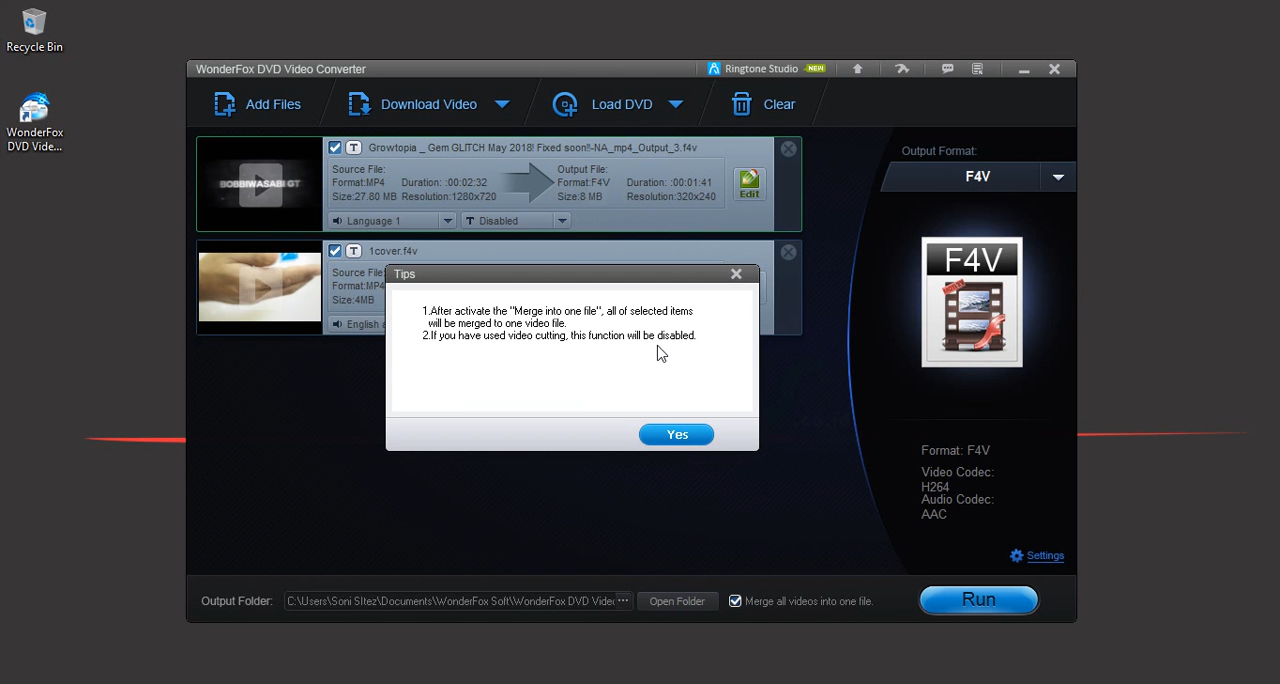 Recycle Bin
WonderFox
DVD Vide...
WonderFox DVD Video Converter
Ringtone Studio NEW
Add Files
Download Video
Load DVD
Clear
BOBBIWASABI GT
T Growtopia _ Gem GLITCH May 2018! Fixed soon!!-NA_mp4_Output_3.f4v
Source File:
Format:MP4 Duration: :00:02:32
Size:27.80 MB Resolution:1280x720
Output File:
Format:F4V Duration: :00:01:41
Size:8 MB Resolution:320x240
Edit
Language 1
T Disabled
T 1cover.f4v
Source File:
Format:MP4
Size:4MB
English
Tips
1.After activate the "Merge into one file", all of selected items
will be merged to one video file.
2.If you have used video cutting, this function will be disabled.
Yes
Output Format:
F4V
F4V
Format: F4V
Video Codec:
H264
Audio Codec:
AAC
Settings
Output Folder:
C:\Users\Soni SItez\Documents\WonderFox Soft\WonderFox DVD Video ...
Open Folder
Merge all videos into one file.
Run